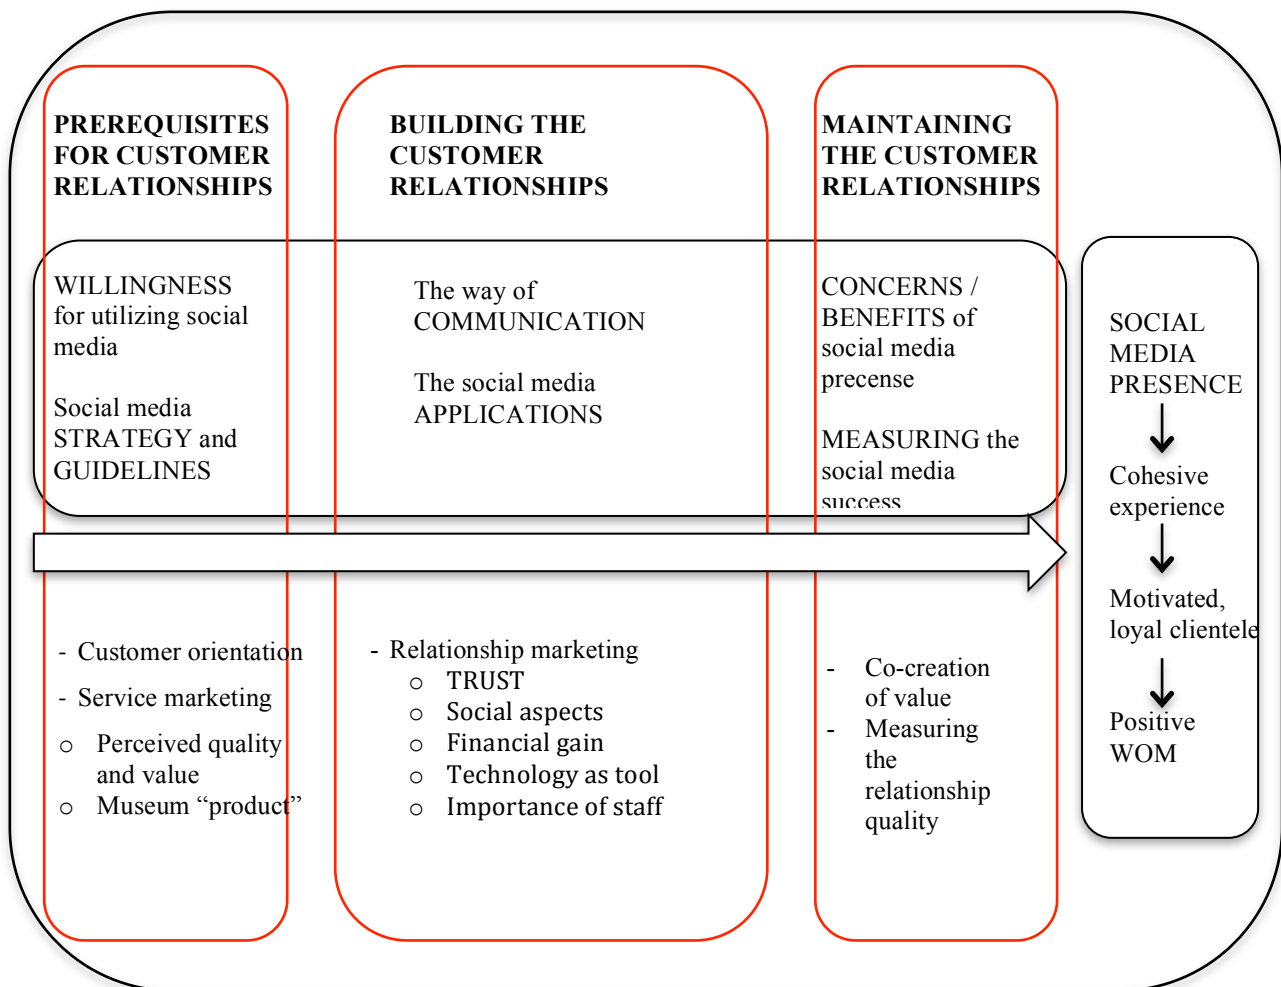 PREREQUISITES
FOR CUSTOMER
RELATIONSHIPS
WILLINGNESS
for utilizing social
media
Social media
STRATEGY and
GUIDELINES
- Customer orientation
- Service marketing
o Perceived quality
and value
o Museum “product”
BUILDING THE
CUSTOMER
RELATIONSHIPS
The way of
COMMUNICATION
The social media
APPLICATIONS
- Relationship marketing
o TRUST
o Social aspects
o Financial gain
o Technology as tool
o Importance of staff
MAINTAINING
THE CUSTOMER
RELATIONSHIPS
CONCERNS /
BENEFITS of
social media
precense
MEASURING the
social media
success
- Co-creation
of value
- Measuring
the
relationship
quality
SOCIAL
MEDIA
PRESENCE
Cohesive
experience
Motivated,
loyal clientele
Positive
WOM